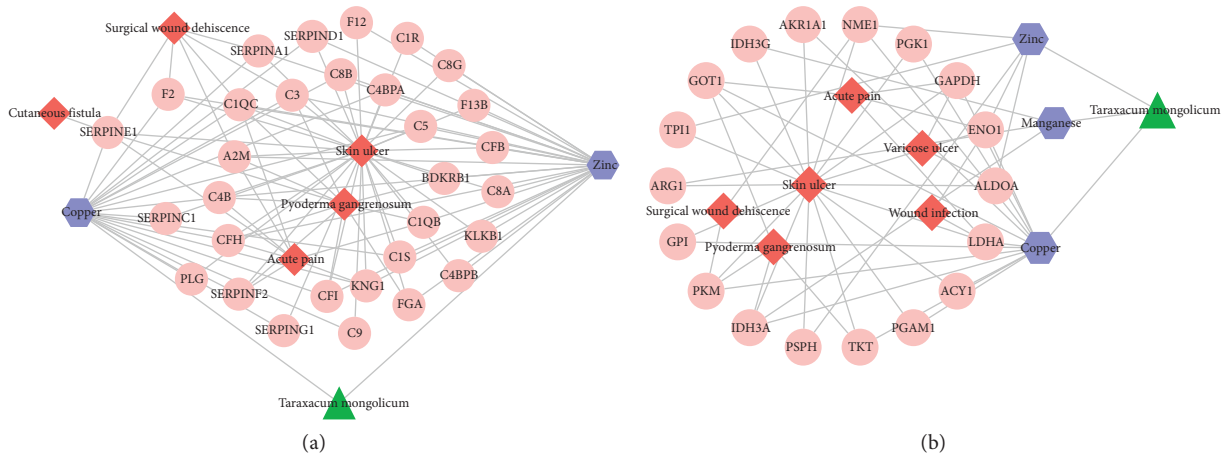 Surgical wound dehiscence
F12
SERPIND1
C1R
SERPINA1
C8G
C8B
F2
C1QC
C3
C4BPA
F13B
Cutaneous fistula
SERPINE1
C5
CFB
A2M
Skin ulcer
Zinc
BDKRB1
C8A
C4B
Pyoderma gangrenosum
Copper
SERPINC1
C1QB
CFH
KLKB1
Acute pain
C1S
C4BPB
PLG
SERPINF2
CFI
KNG1
FGA
SERPING1
C9
Taraxacum mongolicum
(a)
AKR1A1
NME1
IDH3G
PGK1
Zinc
GOT1
GAPDH
Acute pain
Taraxacum mongolicum
TPI1
ENO1
Manganese
Varicose ulcer
ARG1
Skin ulcer
ALDOA
Surgical wound dehiscence
Wound infection
GPI
Pyoderma gangrenosum
LDHA
Copper
PKM
ACY1
IDH3A
PGAM1
PSPH
TKT
(b)